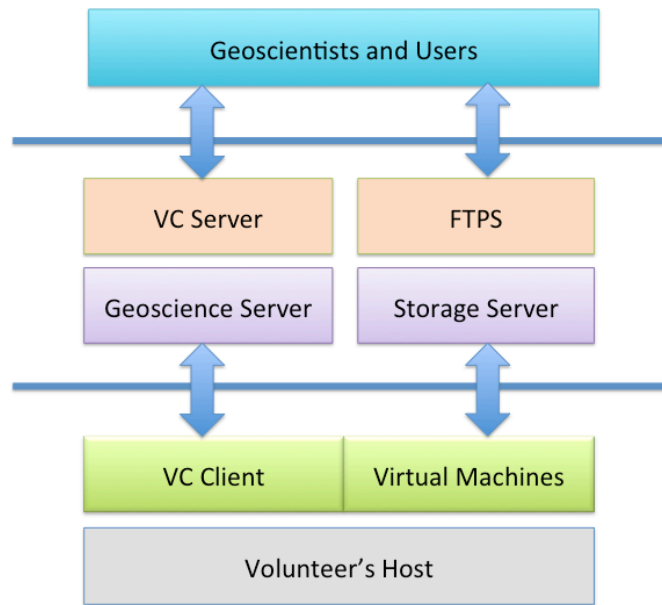 Geoscientists and Users
VC Server
FTPS
Geoscience Server
Storage Server
VC Client
Virtual Machines
Volunteer’s Host